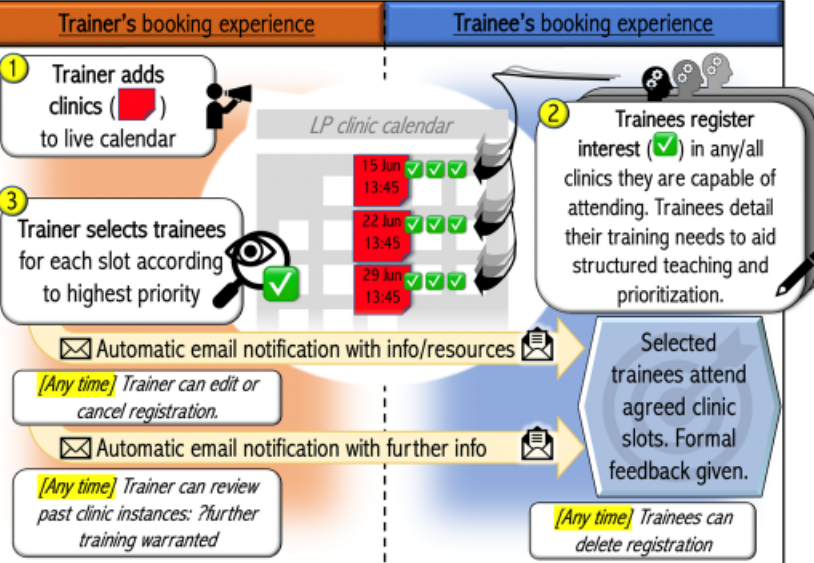 Trainer's booking experience
Trainee's booking experience
1
Trainer adds
clinics ( )
to live calendar
LP clinic calendar
15 Jun
13:45
22 Jun
13:45
29 Jun
13:45
2
Trainees register
interest (✅) in any/all
clinics they are capable of
attending. Trainees detail
their training needs to aid
structured teaching and
prioritization.
3
Trainer selects trainees
for each slot according
to highest priority
Automatic email notification with info/resources
[Any time] Trainer can edit or
cancel registration.
Automatic email notification with further info
[Any time] Trainer can review
past clinic instances: ?further
training warranted
Selected
trainees attend
agreed clinic
slots. Formal
feedback given.
[Any time] Trainees can
delete registration